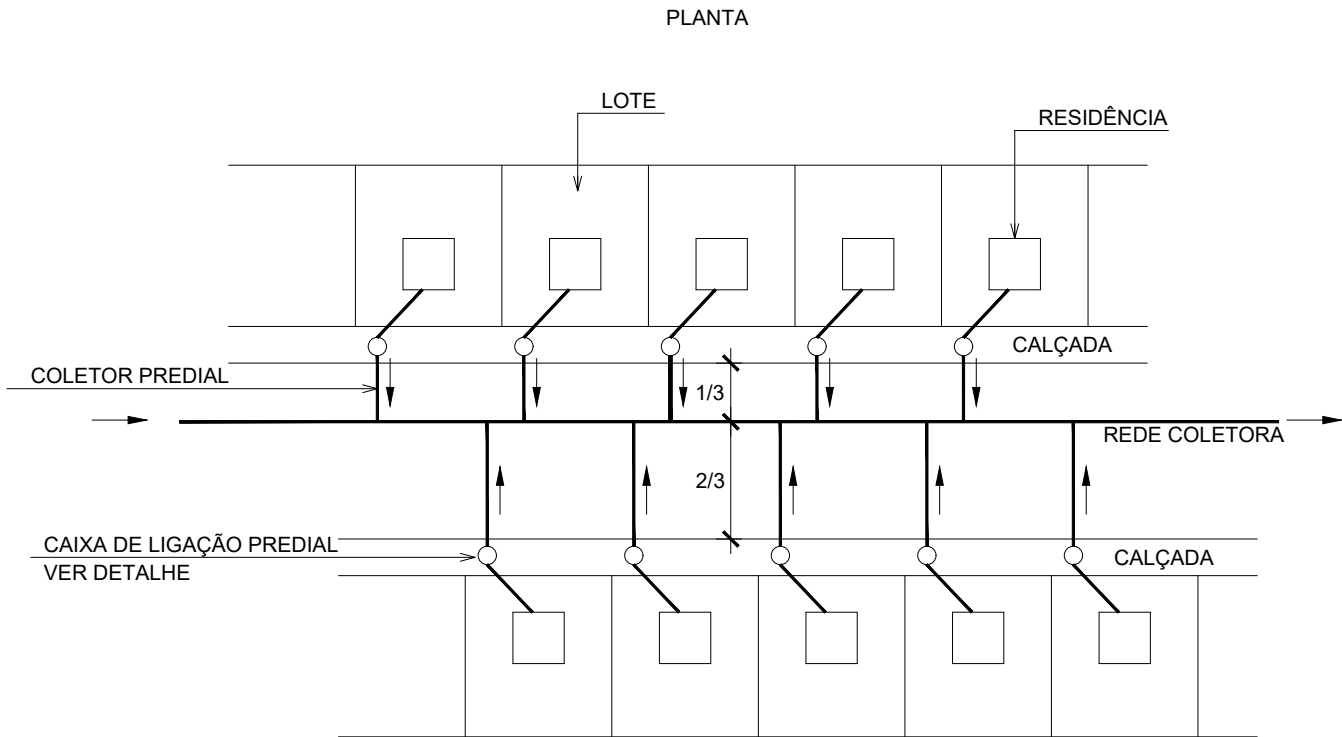 PLANTA
LOTE
RESIDÊNCIA
CALÇADA
COLETOR PREDIAL
1/3
REDE COLETORA
2/3
CAIXA DE LIGAÇÃO PREDIAL
VER DETALHE
CALÇADA